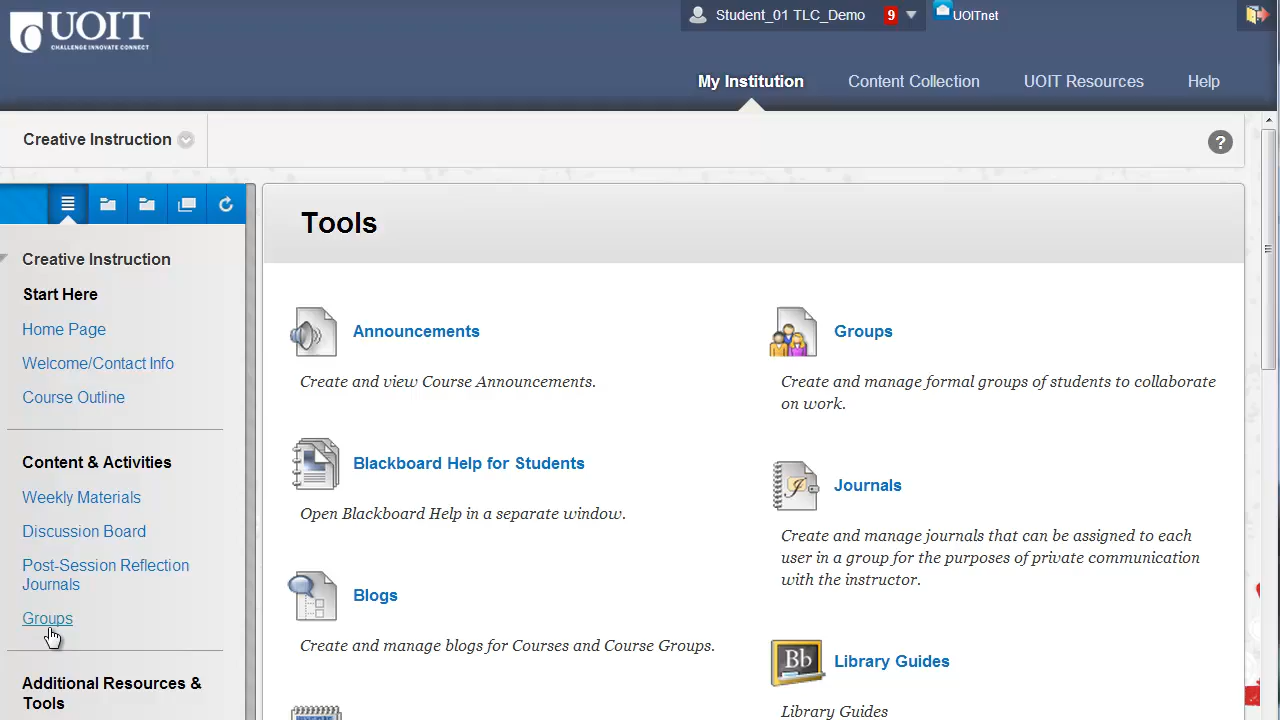 UOIT
CHALLENGE INNOVATE CONNECT
Student_01 TLC_Demo 9
UOITnet
My Institution
Content Collection
UOIT Resources
Help
Creative Instruction
?
Creative Instruction
Start Here
Home Page
Welcome/Contact Info
Course Outline
Content & Activities
Weekly Materials
Discussion Board
Post-Session Reflection
Journals
Groups
Additional Resources &
Tools
Tools
Announcements
Create and view Course Announcements.
Blackboard Help for Students
Open Blackboard Help in a separate window.
Blogs
Create and manage blogs for Courses and Course Groups.
Groups
Create and manage formal groups of students to collaborate
on work.
Journals
Create and manage journals that can be assigned to each
user in a group for the purposes of private communication
with the instructor.
Bb
Library Guides
Library Guides